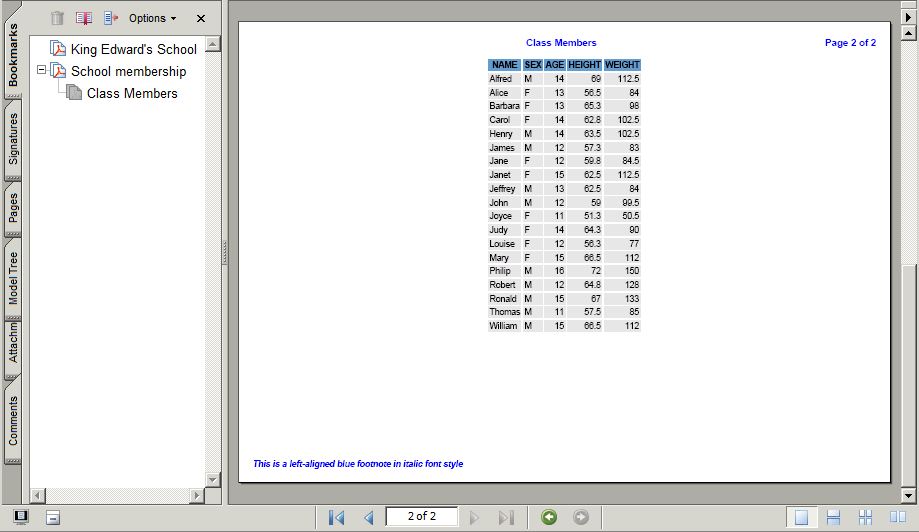 Options
Bookmarks
Signatures
Pages
Model Tree
Attachm
Comments
King Edward's School
School membership
Class Members
Class Members
Page 2 of 2
NAME SEX AGE HEIGHT WEIGHT
Alfred M 14 69 112.5
Alice F 13 56.5 84
Barbara F 13 65.3 98
Carol F 14 62.8 102.5
Henry M 14 63.5 102.5
James M 12 57.3 83
Jane F 12 59.8 84.5
Janet F 15 62.5 112.5
Jeffrey M 13 62.5 84
John M 12 59 99.5
Joyce F 11 51.3 50.5
Judy F 14 64.3 90
Louise F 12 56.3 77
Mary F 15 66.5 112
Philip M 16 72 150
Robert M 12 64.8 128
Ronald M 15 67 133
Thomas M 11 57.5 85
William M 15 66.5 112
This is a left-aligned blue footnote in italic font style
2 of 2